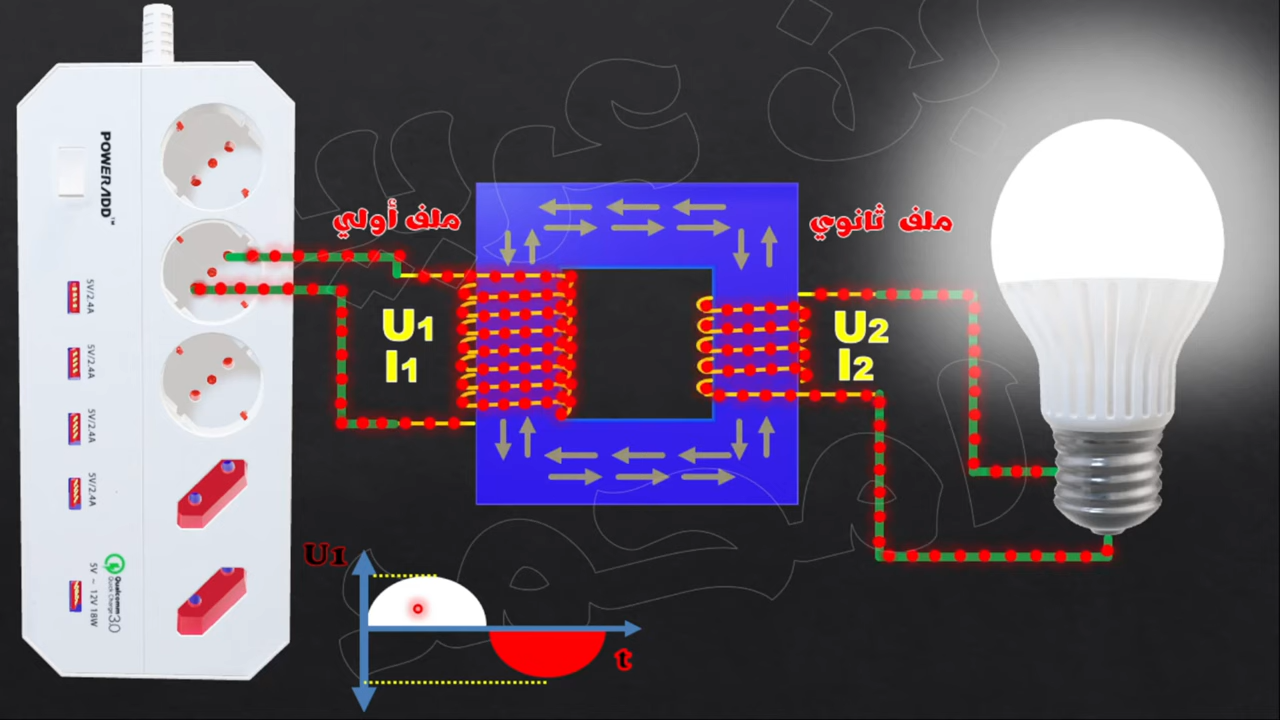 POWERADD™
5V/2.4A
5V/2.4A
5V/2.4A
5V/2.4A
5V – 12V 18W
Qualcomm
Quick Charge 3.0
ملف أولي
ملف ثانوي
U1
I1
U2
I2
U1
t